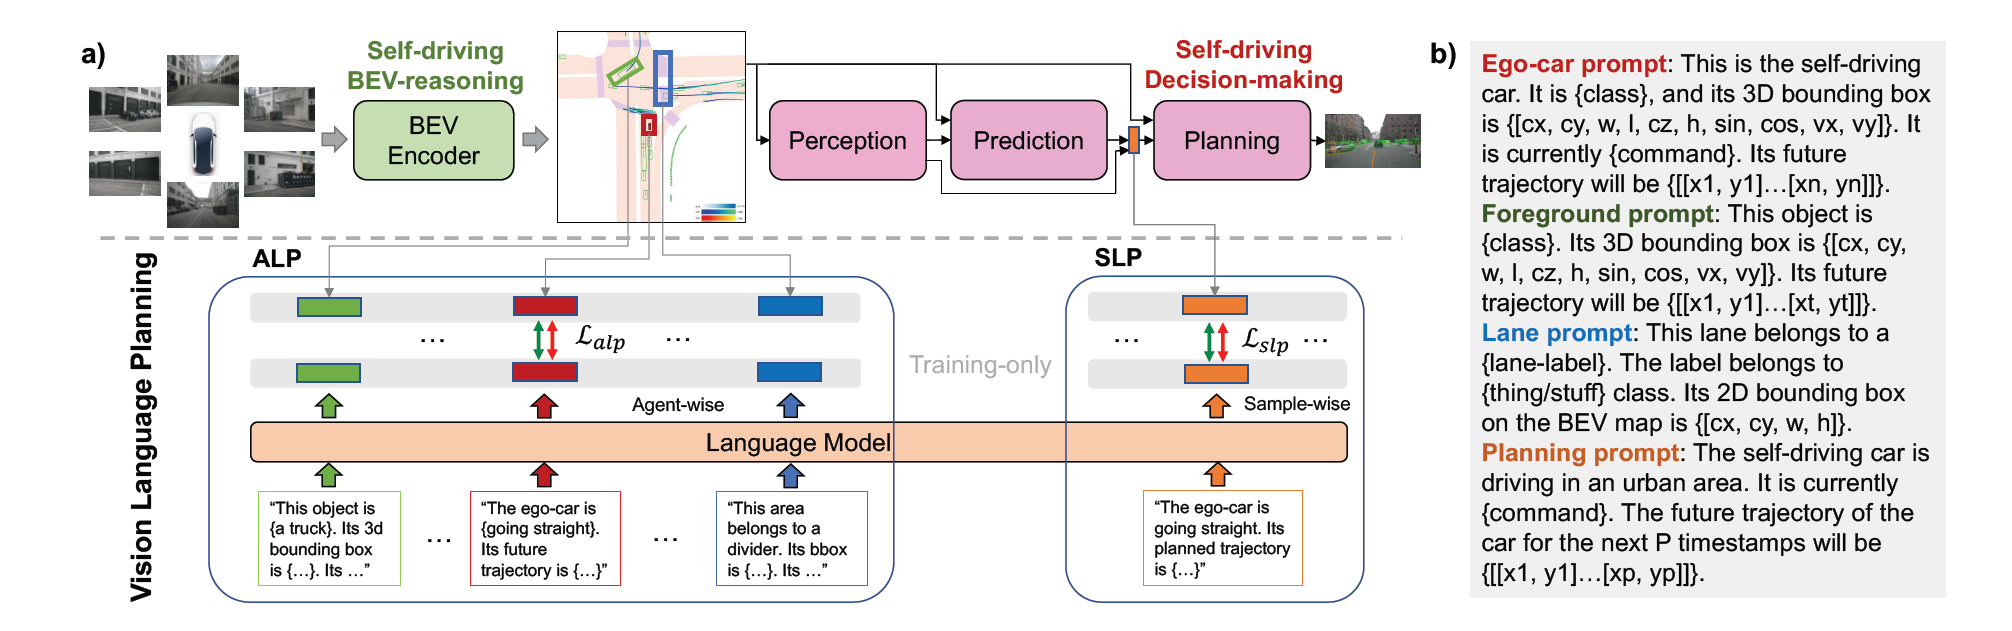 a)
Self-driving
BEV-reasoning
BEV
Encoder
Perception
Prediction
Self-driving
Decision-making
Planning
Vision Language Planning
ALP
SLP
... ℒalp ...
... ℒslp ...
Training-only
Agent-wise
Sample-wise
Language Model
“This object is
{a truck}. Its 3d
bounding box
is {…}. Its …”
...
“The ego-car is
{going straight}.
Its future
trajectory is {…}”
...
“This area
belongs to a
divider. Its bbox
is {…}. Its …”
“The ego-car is
going straight. Its
planned trajectory
is {…}”
b)
Ego-car prompt: This is the self-driving
car. It is {class}, and its 3D bounding box
is {[cx, cy, w, l, cz, h, sin, cos, vx, vy]}. It
is currently {command}. Its future
trajectory will be {[[x1, y1]…[xn, yn]]}.
Foreground prompt: This object is
{class}. Its 3D bounding box is {[cx, cy,
w, l, cz, h, sin, cos, vx, vy]}. Its future
trajectory will be {[[x1, y1]…[xt, yt]]}.
Lane prompt: This lane belongs to a
{lane-label}. The label belongs to
{thing/stuff} class. Its 2D bounding box
on the BEV map is {[cx, cy, w, h]}.
Planning prompt: The self-driving car is
driving in an urban area. It is currently
{command}. The future trajectory of the
car for the next P timestamps will be
{[[x1, y1]…[xp, yp]]}.